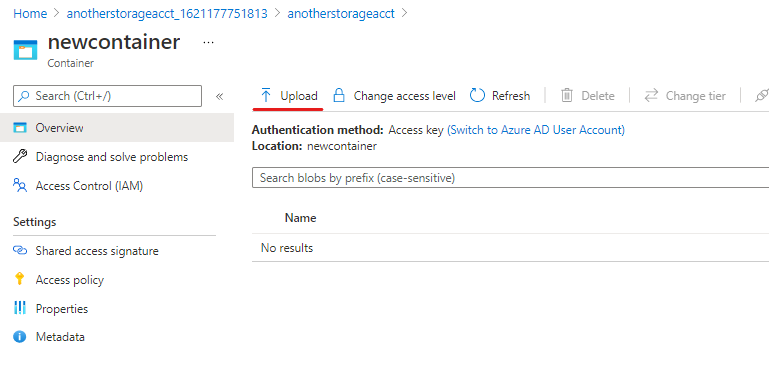 Home > anotherstorageacct_1621177751813 > anotherstorageacct >
newcontainer ...
Container
Search (Ctrl+/) «
Overview
Diagnose and solve problems
Access Control (IAM)
Settings
Shared access signature
Access policy
Properties
Metadata
Upload Change access level Refresh Delete Change tier
Authentication method: Access key (Switch to Azure AD User Account)
Location: newcontainer
Search blobs by prefix (case-sensitive)
Name
No results